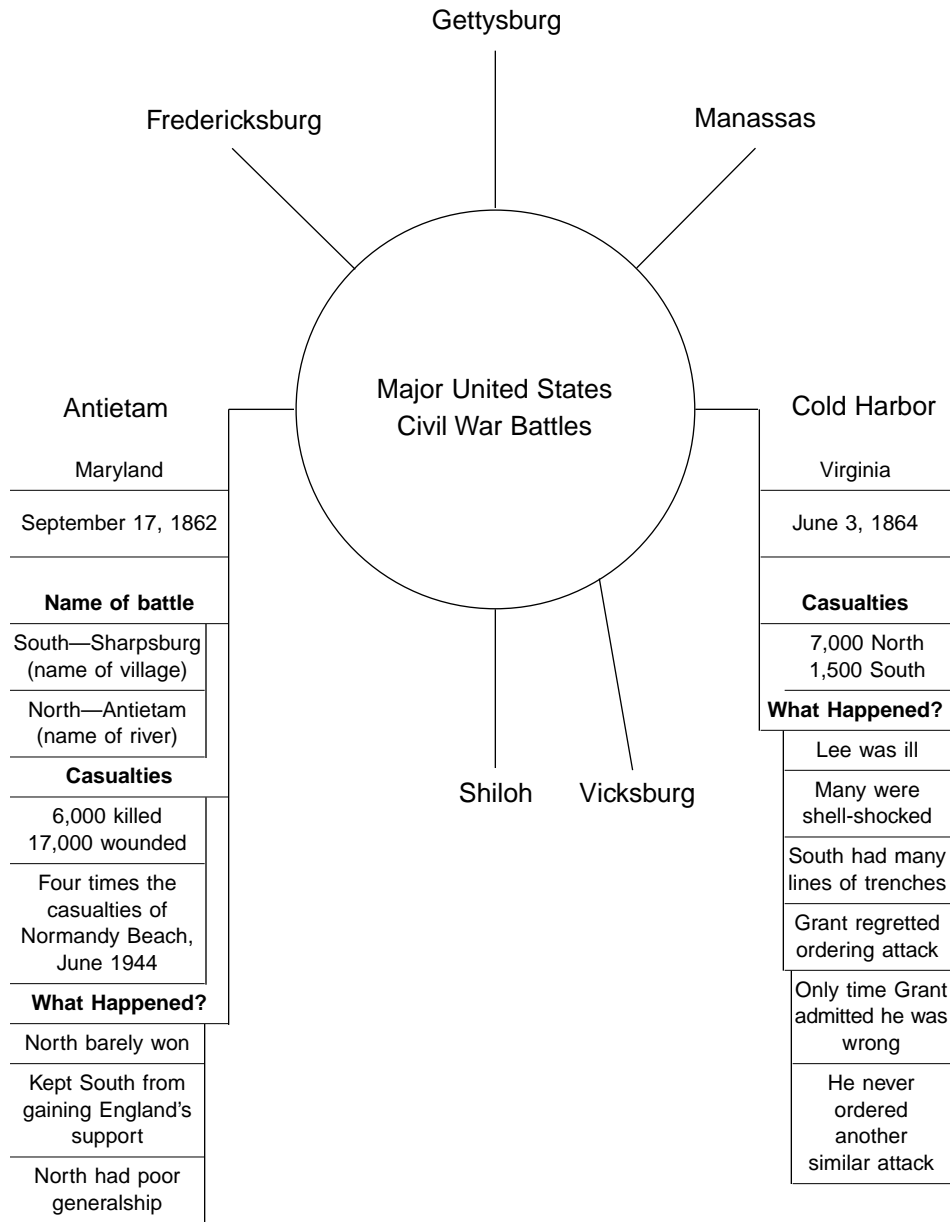 Gettysburg
Fredericksburg
Manassas
Major United States
Civil War Battles
Antietam
Maryland
September 17, 1862
Name of battle
South—Sharpsburg
(name of village)
North—Antietam
(name of river)
Casualties
6,000 killed
17,000 wounded
Four times the
casualties of
Normandy Beach,
June 1944
What Happened?
North barely won
Kept South from
gaining England's
support
North had poor
generalship
Cold Harbor
Virginia
June 3, 1864
Casualties
7,000 North
1,500 South
What Happened?
Lee was ill
Many were
shell-shocked
South had many
lines of trenches
Grant regretted
ordering attack
Only time Grant
admitted he was
wrong
He never
ordered
another
similar attack
Shiloh
Vicksburg